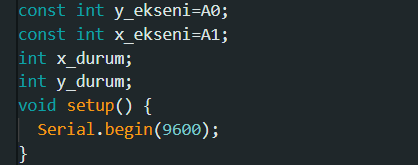 const int y_ekseni=A0;
const int x_ekseni=A1;
int x_durum;
int y_durum;
void setup() {
  Serial.begin(9600);
}